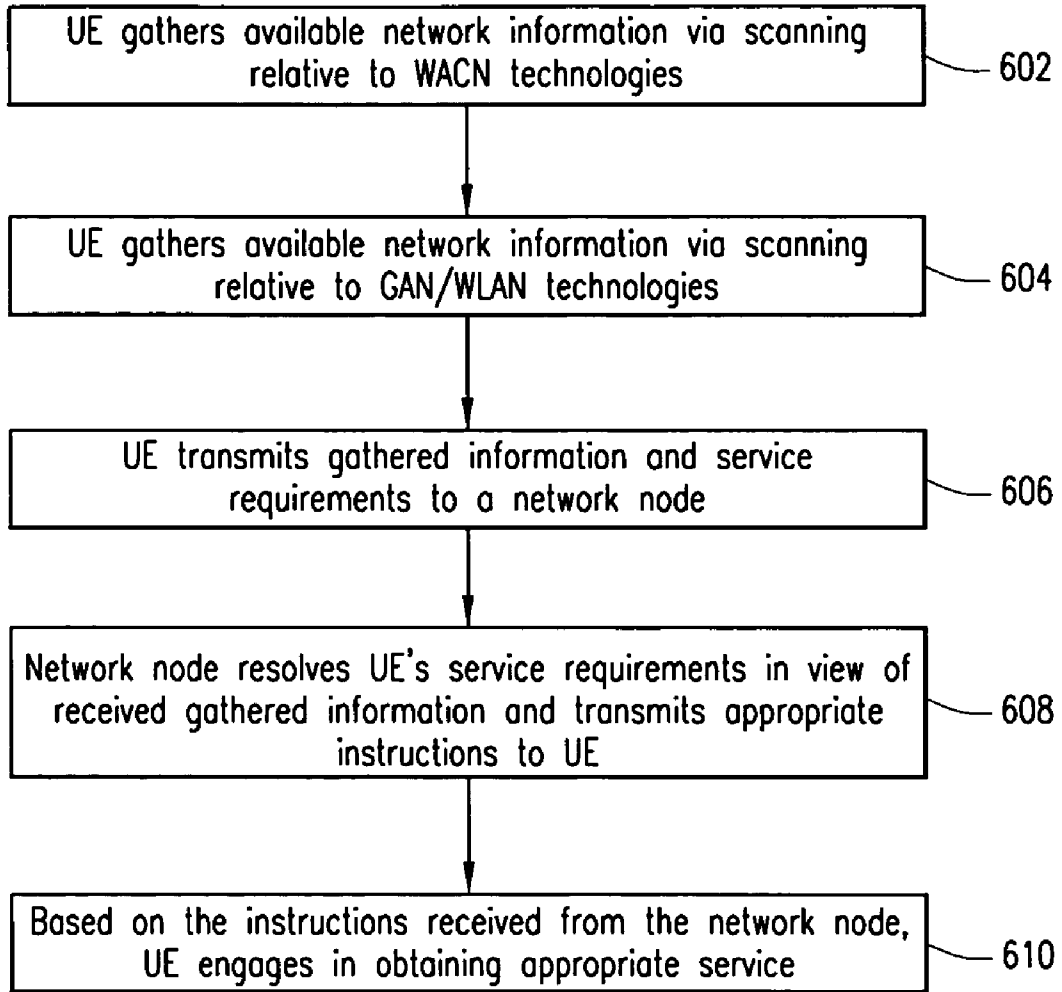 UE gathers available network information via scanning
relative to WACN technologies
602
UE gathers available network information via scanning
relative to GAN/WLAN technologies
604
UE transmits gathered information and service
requirements to a network node
606
Network node resolves UE's service requirements in view of
received gathered information and transmits appropriate
instructions to UE
608
Based on the instructions received from the network node,
UE engages in obtaining appropriate service
610